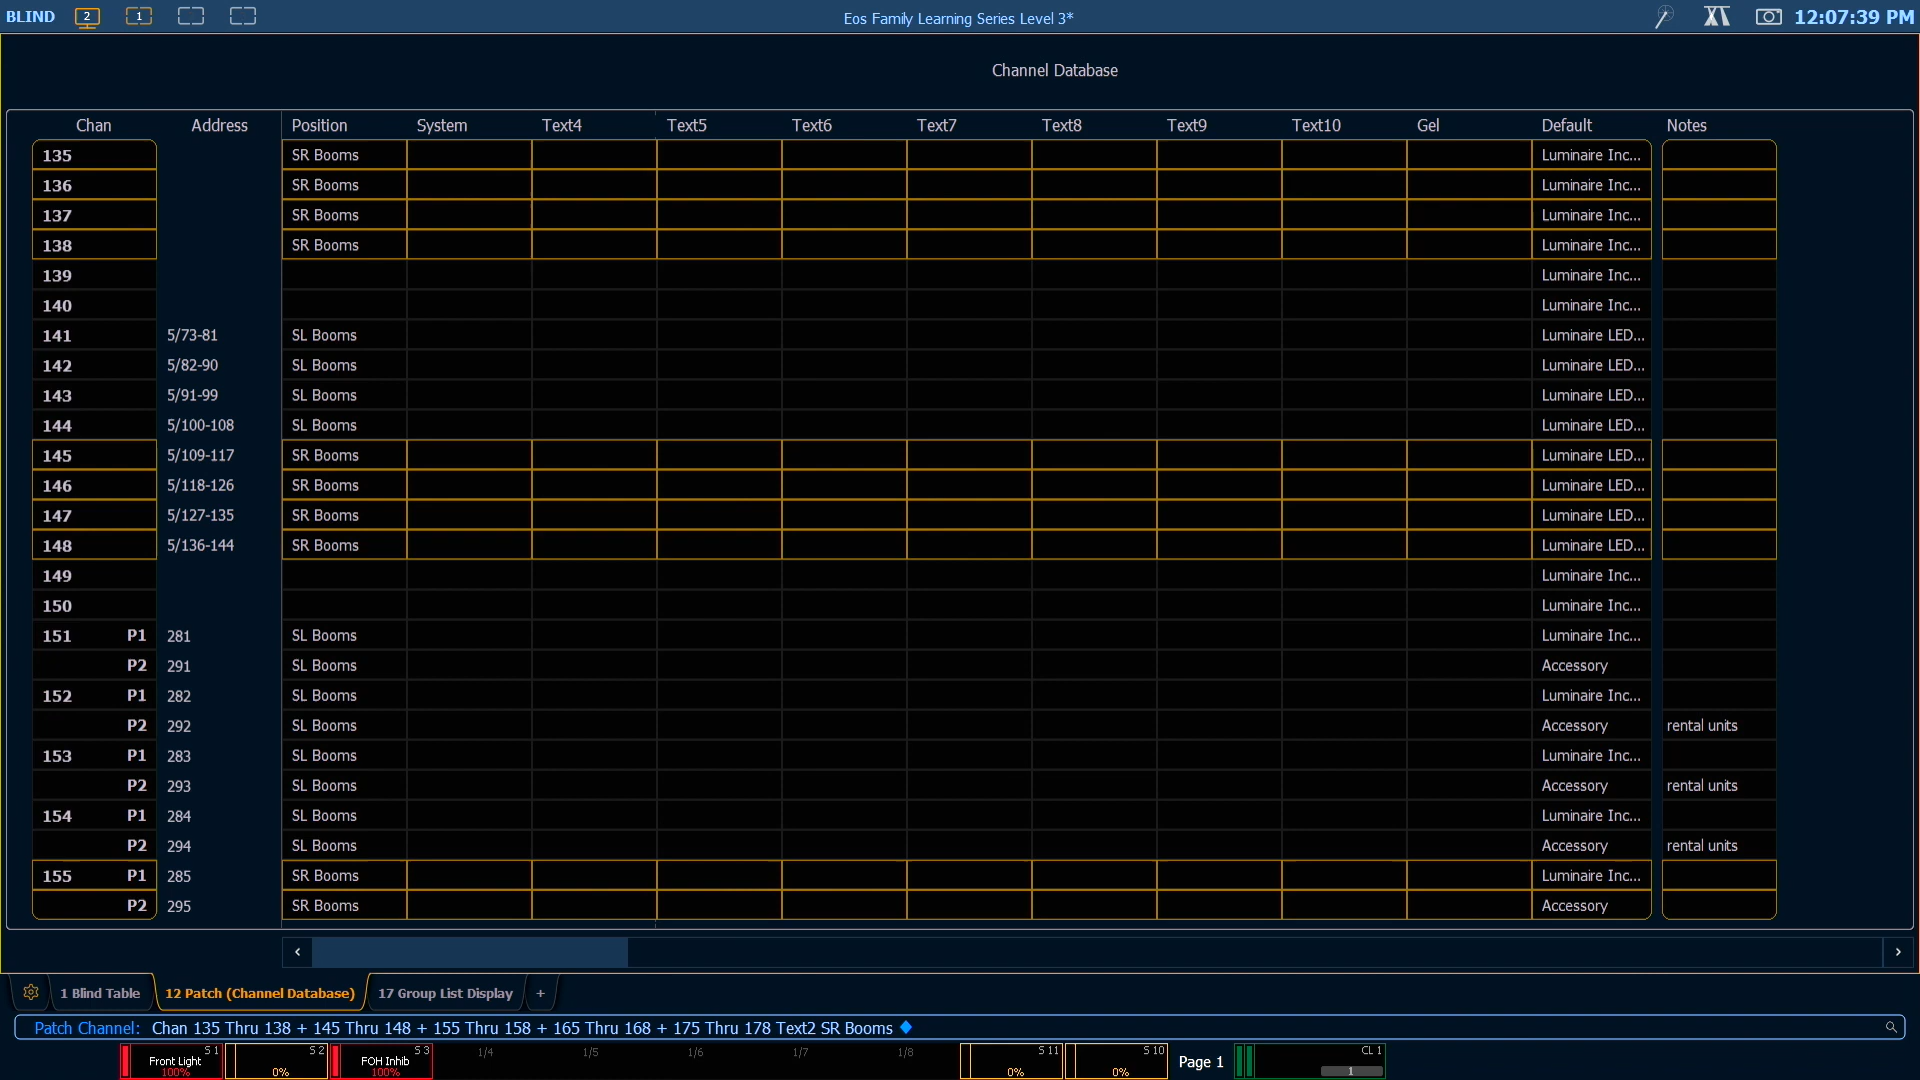 BLIND 2 1 Eos Family Learning Series Level 3* 12:07:39 PM
Channel Database
Chan Address Position System Text4 Text5 Text6 Text7 Text8 Text9 Text10 Gel Default Notes
135 SR Booms Luminaire Inc...
136 SR Booms Luminaire Inc...
137 SR Booms Luminaire Inc...
138 SR Booms Luminaire Inc...
139 Luminaire Inc...
140 Luminaire Inc...
141 5/73-81 SL Booms Luminaire LED...
142 5/82-90 SL Booms Luminaire LED...
143 5/91-99 SL Booms Luminaire LED...
144 5/100-108 SL Booms Luminaire LED...
145 5/109-117 SR Booms Luminaire LED...
146 5/118-126 SR Booms Luminaire LED...
147 5/127-135 SR Booms Luminaire LED...
148 5/136-144 SR Booms Luminaire LED...
149 Luminaire Inc...
150 Luminaire Inc...
151 P1 281 SL Booms Luminaire Inc...
P2 291 SL Booms Accessory
152 P1 282 SL Booms Luminaire Inc...
P2 292 SL Booms Accessory rental units
153 P1 283 SL Booms Luminaire Inc...
P2 293 SL Booms Accessory rental units
154 P1 284 SL Booms Luminaire Inc...
P2 294 SL Booms Accessory rental units
155 P1 285 SR Booms Luminaire Inc...
P2 295 SR Booms Accessory
1 Blind Table 12 Patch (Channel Database) 17 Group List Display +
Patch Channel: Chan 135 Thru 138 + 145 Thru 148 + 155 Thru 158 + 165 Thru 168 + 175 Thru 178 Text2 SR Booms
S 1 S 2 S 3 1/4 1/5 1/6 1/7 1/8 S 11 S 10 CL 1
Front Light FOH Inhib Page 1
100% 0% 100% 0% 0% 1